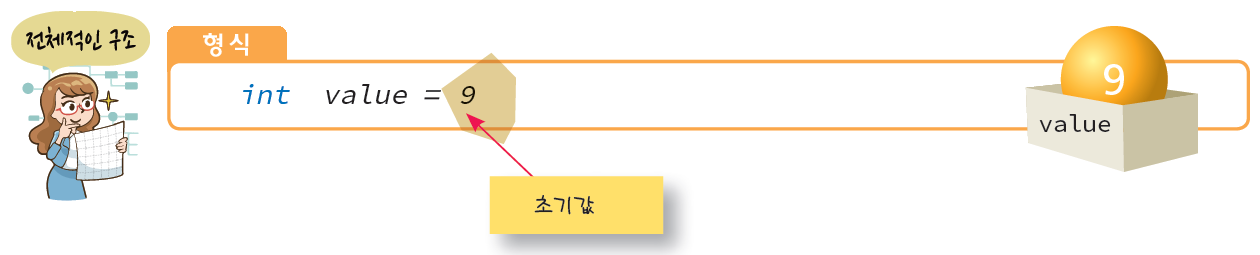 전체적인 구조
형식
int value = 9
9
value
초기값